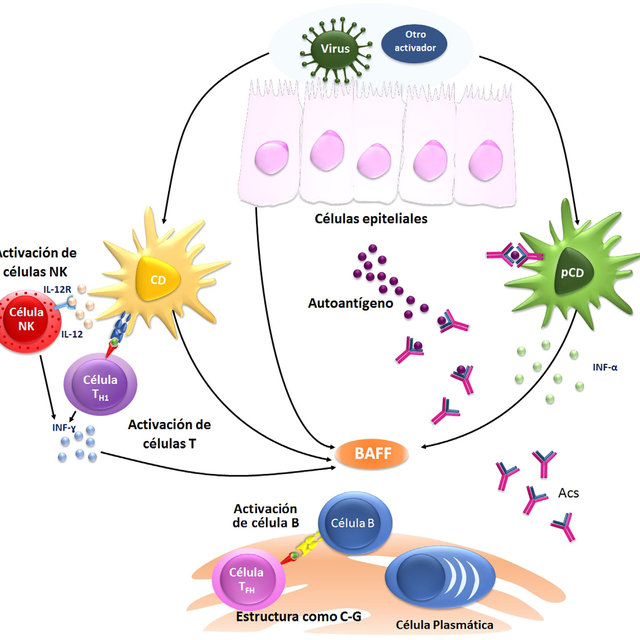 Virus
Otro
activador
Células epiteliales
Activación de
células NK
IL-12R
CD
pCD
Célula
NK
IL-12
Autoantígeno
Célula
TH1
INF-α
INF-γ
Activación de
células T
BAFF
Acs
Activación
de célula B
Célula B
Célula
TFH
Estructura como C-G
Célula Plasmática